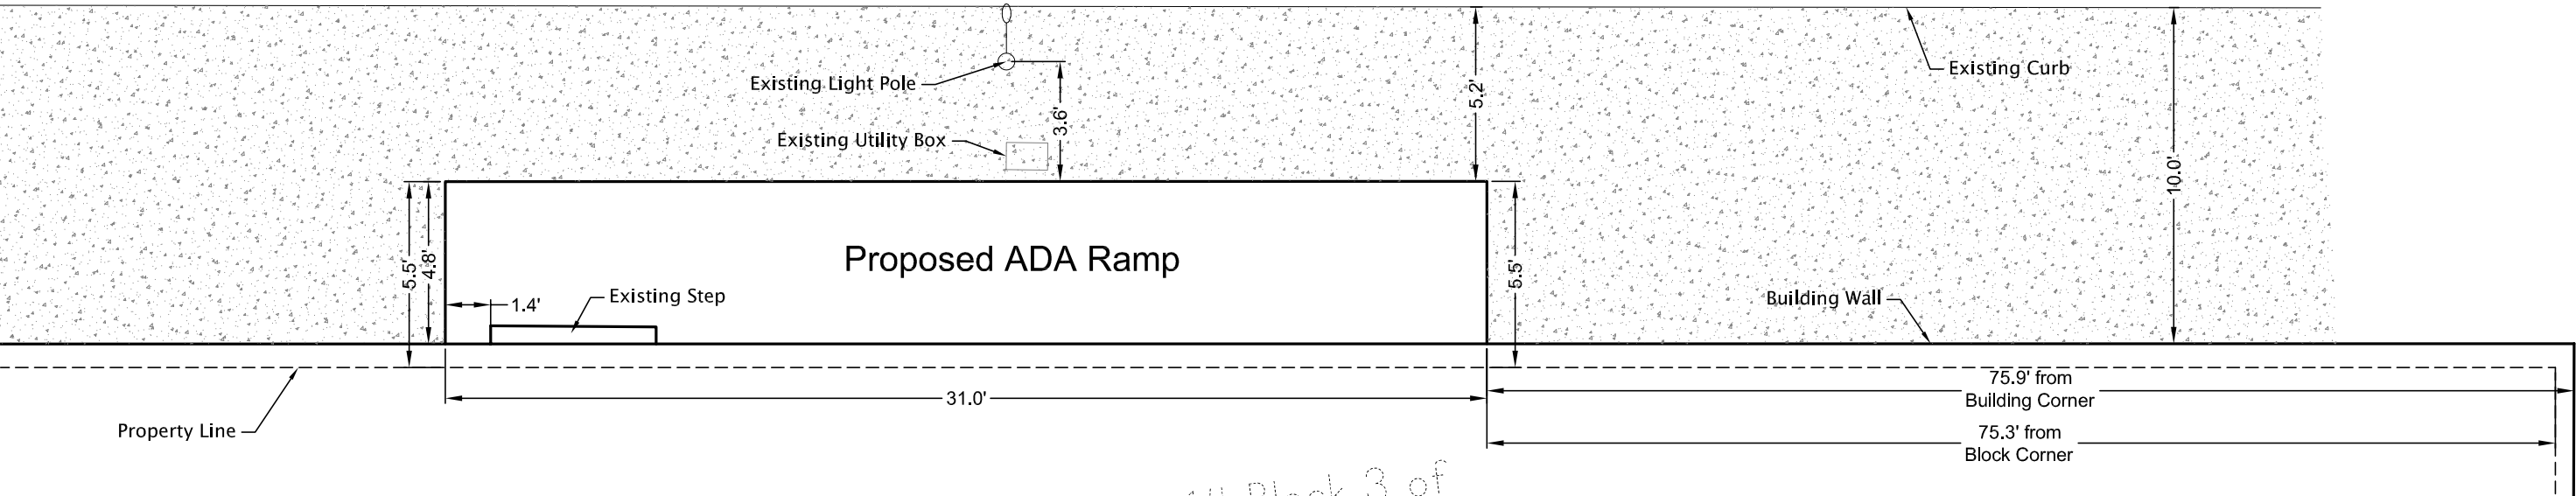 Existing Light Pole
Existing Curb
5.2'
3.6'
Existing Utility Box
10.0'
Proposed ADA Ramp
5.5'
4.8'
5.5'
1.4'
Existing Step
Building Wall
75.9' from
Building Corner
31.0'
Property Line
75.3' from
Block Corner
Block 3 of